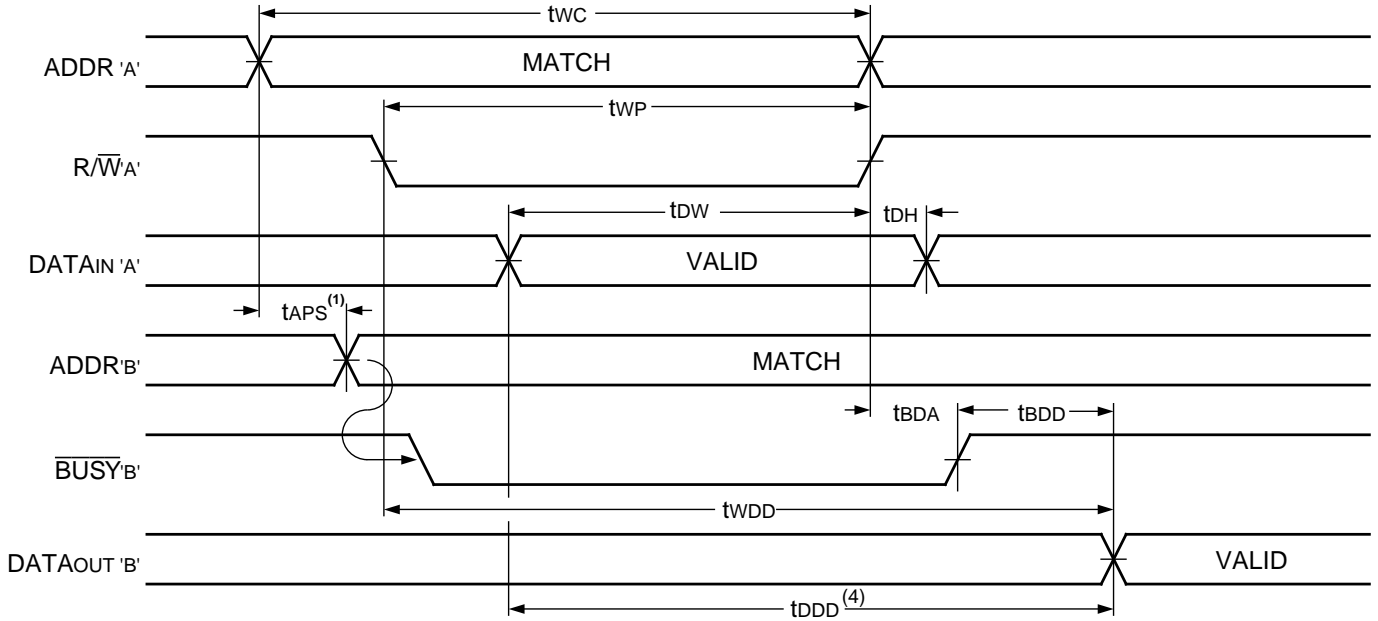 tWC
ADDR 'A' MATCH
tWP
R/W̅'A'
tDW tDH
DATAIN 'A' VALID
tAPS(1)
ADDR'B' MATCH
tBDA tBDD
B̅U̅S̅Y̅'B'
tWDD
DATAOUT 'B' VALID
tDDD(4)